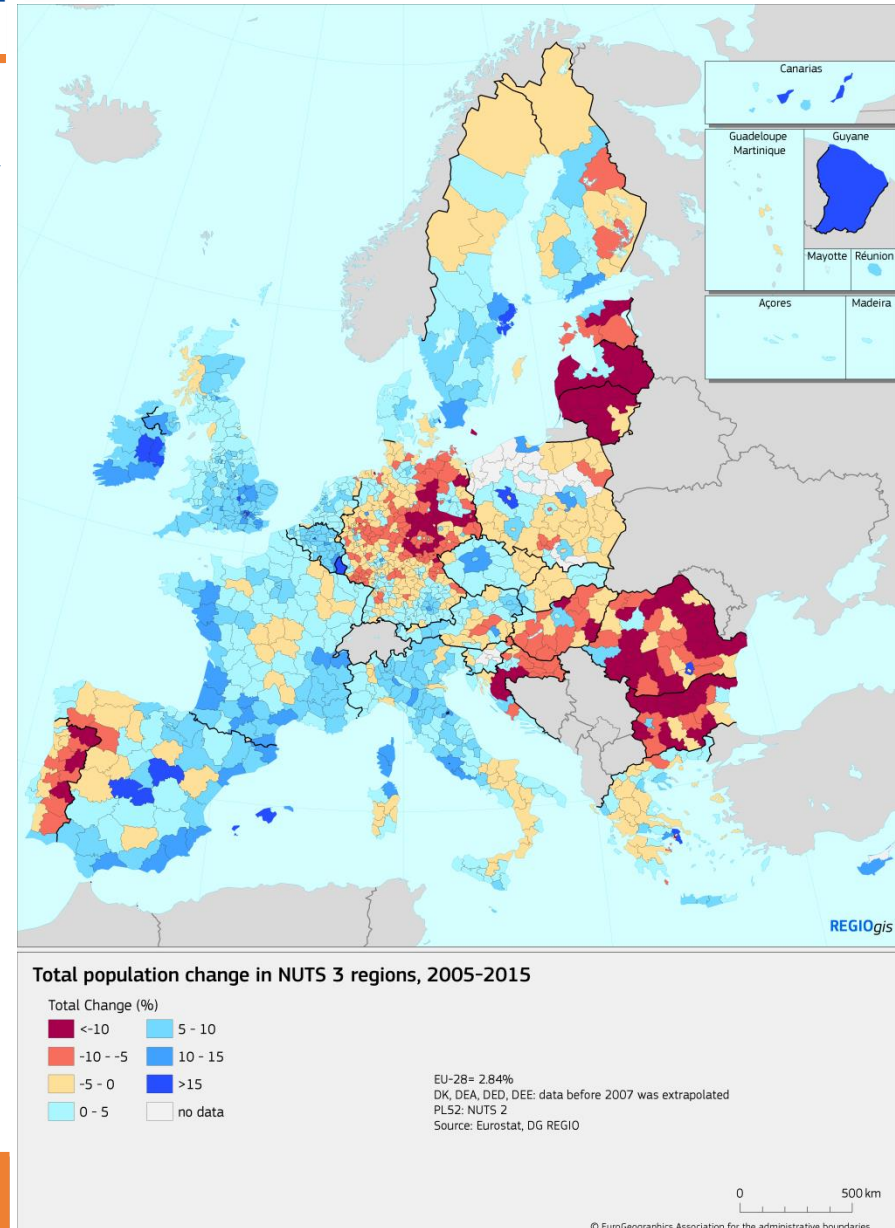 Canarias
Guadeloupe
Martinique
Guyane
Mayotte
Réunion
Açores
Madeira
REGIOgis
Total population change in NUTS 3 regions, 2005-2015
Total Change (%)
<-10
-10 - -5
-5 - 0
0 - 5
5 - 10
10 - 15
>15
no data
EU-28= 2.84%
DK, DEA, DED, DEE: data before 2007 was extrapolated
PL52: NUTS 2
Source: Eurostat, DG REGIO
0 500 km
© EuroGeographics Association for the administrative boundaries